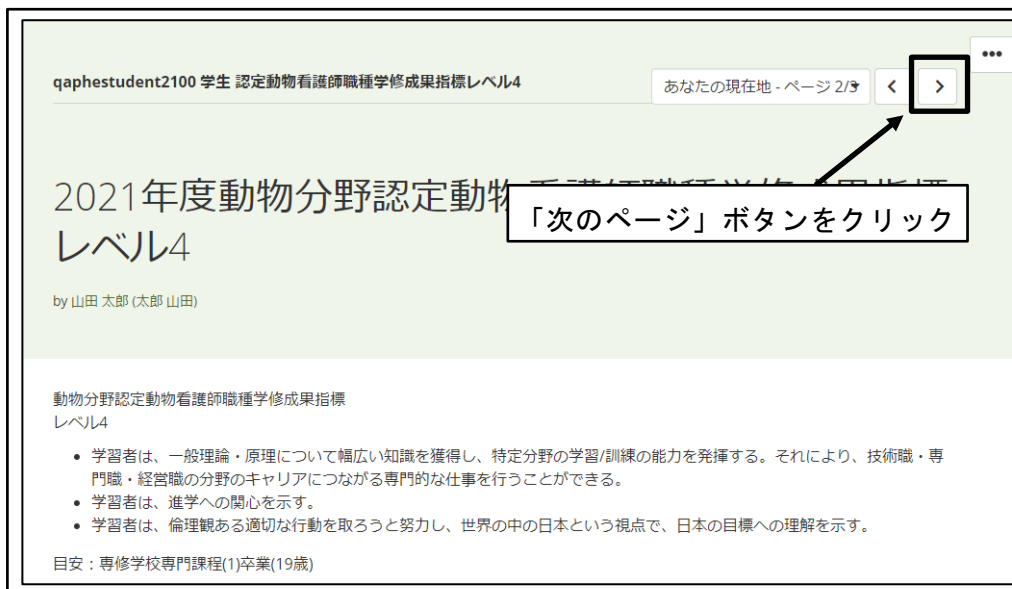 •••
qaphestudent2100 学生 認定動物看護師職種学修成果指標レベル4
あなたの現在地 - ページ 2/3
2021年度動物分野認定動物看護師職種学修成果指標
レベル4
「次のページ」ボタンをクリック
by 山田 太郎 (太郎 山田)
動物分野認定動物看護師職種学修成果指標
レベル4
• 学習者は、一般理論・原理について幅広い知識を獲得し、特定分野の学習/訓練の能力を発揮する。それにより、技術職・専
門職・経営職の分野のキャリアにつながる専門的な仕事を行うことができる。
• 学習者は、進学への関心を示す。
• 学習者は、倫理観ある適切な行動を取ろうと努力し、世界の中の日本という視点で、日本の目標への理解を示す。
目安：専修学校専門課程(1)卒業(19歳)